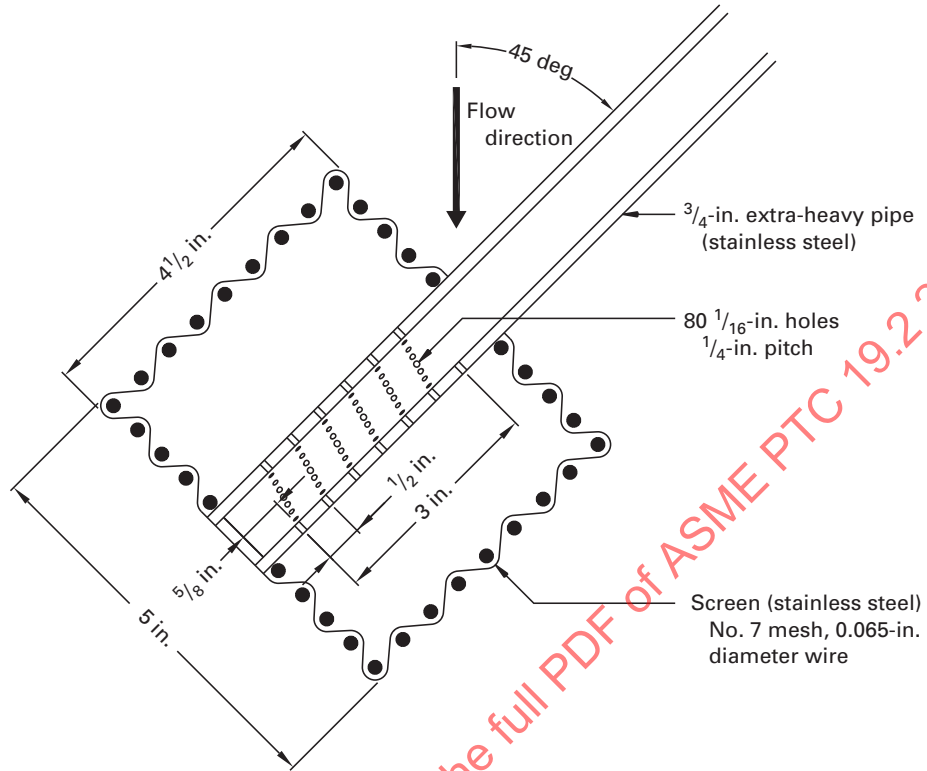 45 deg
Flow
direction
4 1/2 in.
3/4-in. extra-heavy pipe
(stainless steel)
80 1/16-in. holes
1/4-in. pitch
1/2 in.
3 in.
5/8 in.
5 in.
Screen (stainless steel)
No. 7 mesh, 0.065-in.
diameter wire
he full PDF of ASME PTC 19.2 2